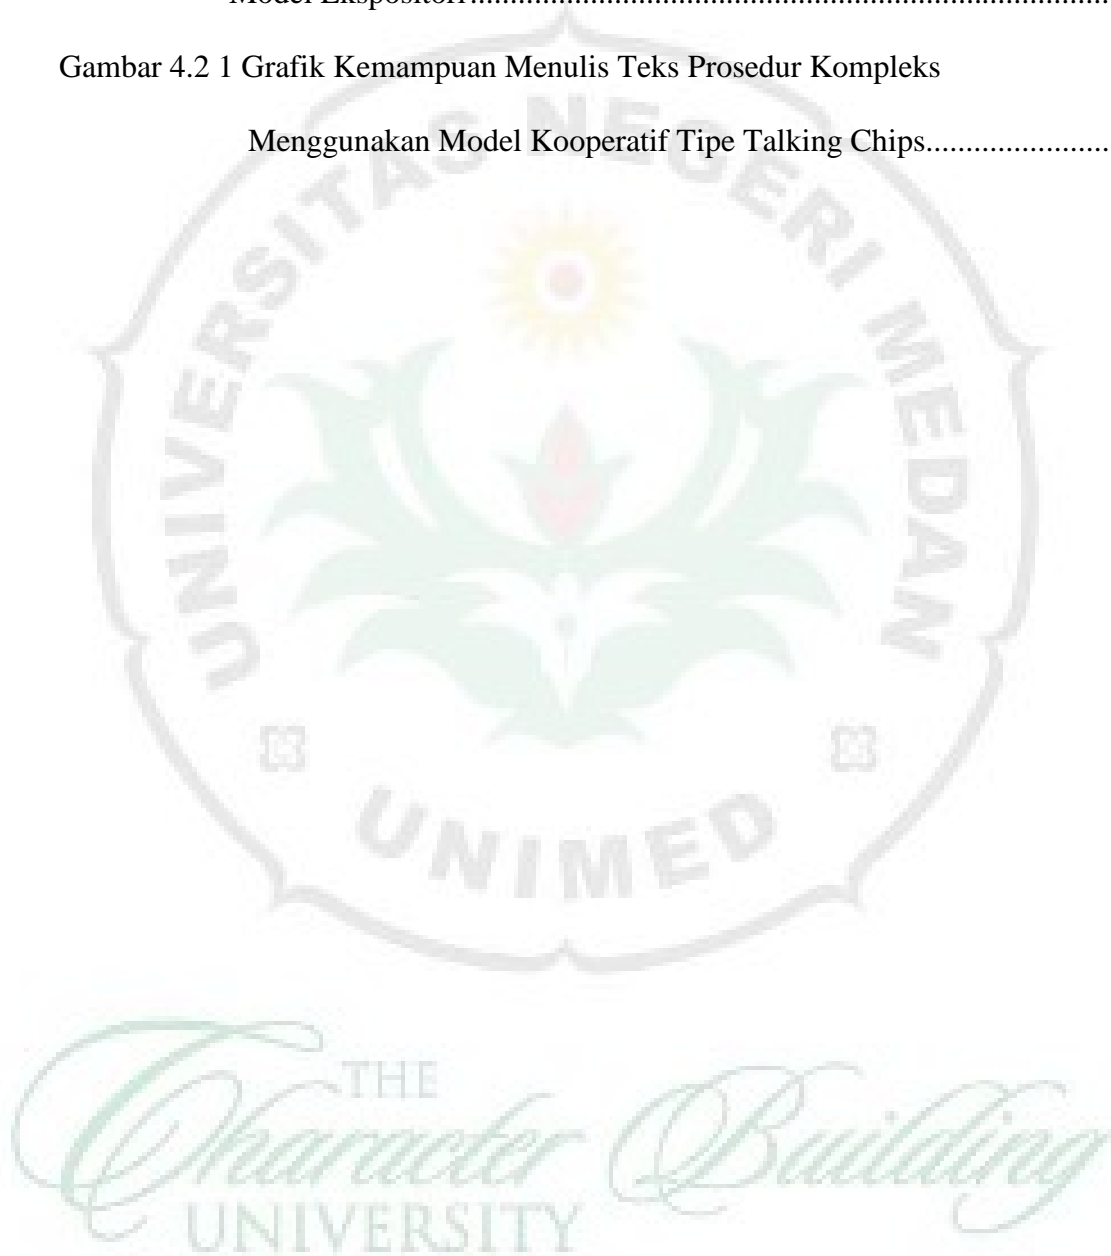 Model Ekspositori................................................................................
Gambar 4.2 1 Grafik Kemampuan Menulis Teks Prosedur Kompleks
Menggunakan Model Kooperatif Tipe Talking Chips.......................
UNIVERSITAS NEGERI MEDAN
UNIMED
THE
Character Building
UNIVERSITY